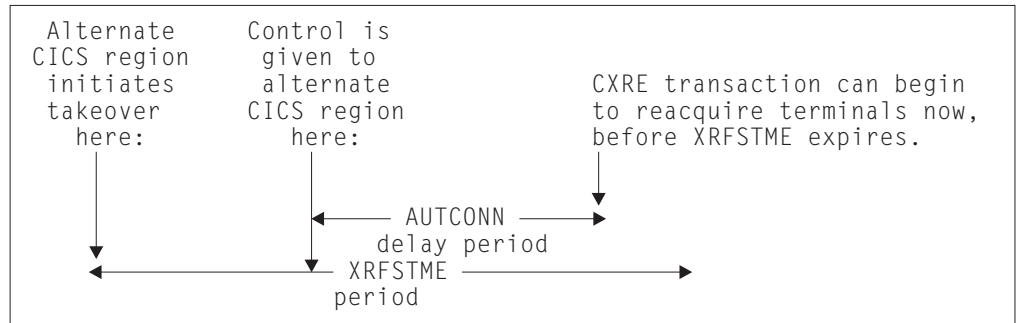 Alternate
CICS region
initiates
takeover
here:
Control is
given to
alternate
CICS region
here:
CXRE transaction can begin
to reacquire terminals now,
before XRFSTME expires.
AUTCONN
delay period
XRFSTME
period